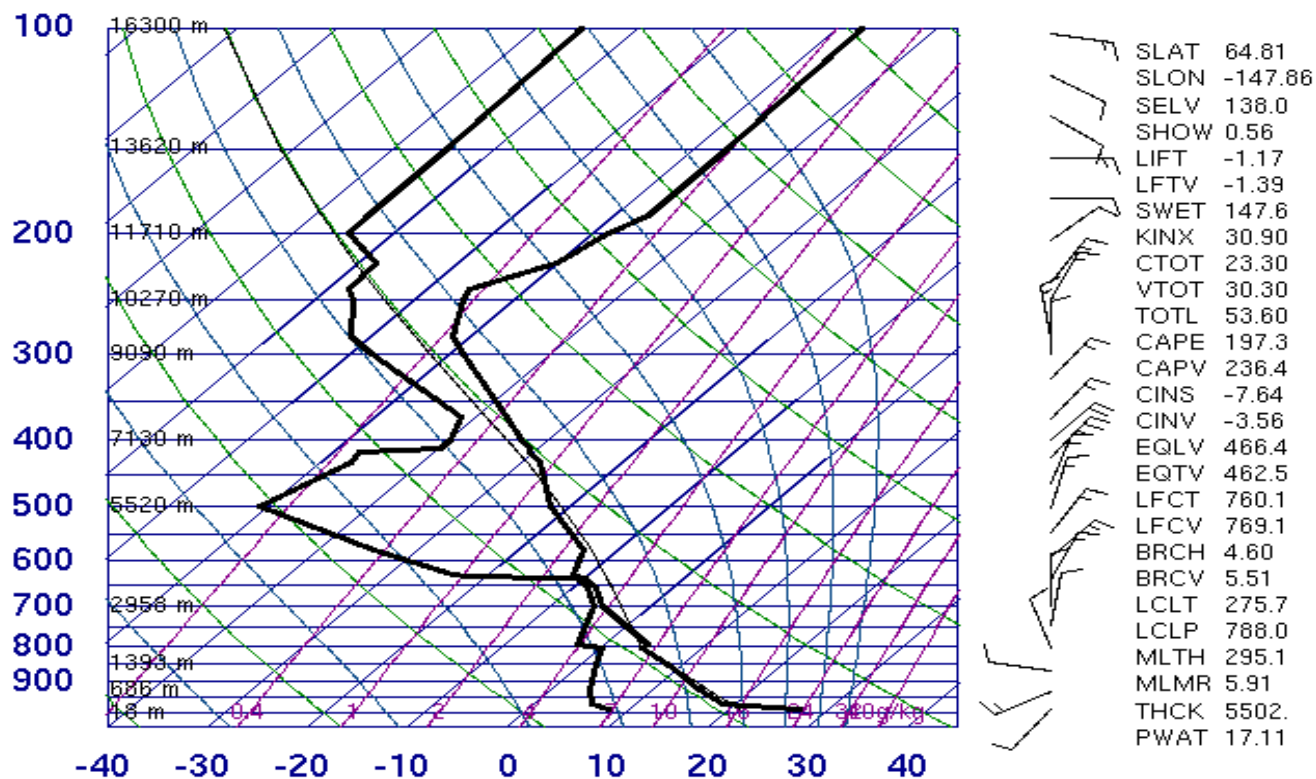 100 16300 m
13620 m
200 11710 m
10270 m
300 9090 m
400 7130 m
500 5520 m
600
700 2958 m
800
1393 m
900
686 m
18 m 0.4 1 2 4 7 10 16 24 32 40g/kg
-40 -30 -20 -10 0 10 20 30 40
SLAT 64.81
SLON -147.86
SELV 138.0
SHOW 0.56
LIFT -1.17
LFTV -1.39
SWET 147.6
KINX 30.90
CTOT 23.30
VTOT 30.30
TOTL 53.60
CAPE 197.3
CAPV 236.4
CINS -7.64
CINV -3.56
EQLV 466.4
EQTV 462.5
LFCT 760.1
LFCV 769.1
BRCH 4.60
BRCV 5.51
LCLT 275.7
LCLP 788.0
MLTH 295.1
MLMR 5.91
THCK 5502.
PWAT 17.11